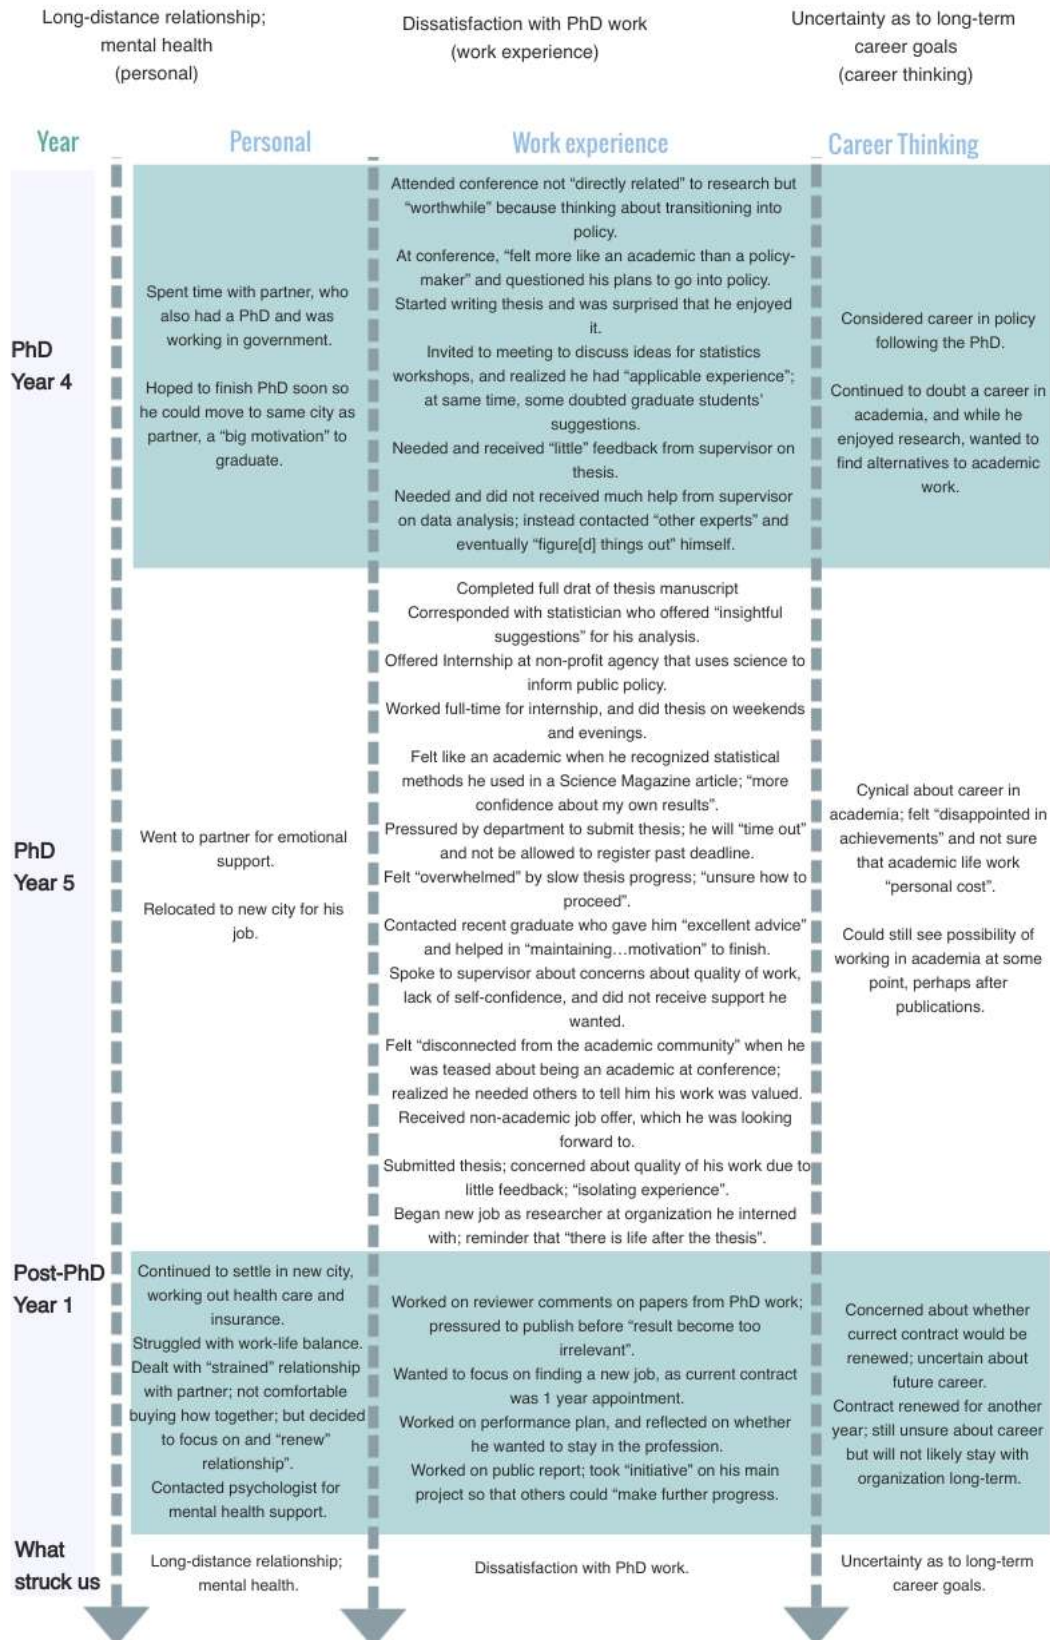 Long-distance relationship;
mental health
(personal)
Dissatisfaction with PhD work
(work experience)
Uncertainty as to long-term
career goals
(career thinking)
Year
Personal
Work experience
Career Thinking
PhD
Year 4
Spent time with partner, who
also had a PhD and was
working in government.
Hoped to finish PhD soon so
he could move to same city as
partner, a “big motivation” to
graduate.
Attended conference not “directly related” to research but
“worthwhile” because thinking about transitioning into
policy.
At conference, “felt more like an academic than a policy-
maker” and questioned his plans to go into policy.
Started writing thesis and was surprised that he enjoyed
it.
Invited to meeting to discuss ideas for statistics
workshops, and realized he had “applicable experience”;
at same time, some doubted graduate students’
suggestions.
Needed and received “little” feedback from supervisor on
thesis.
Needed and did not received much help from supervisor
on data analysis; instead contacted “other experts” and
eventually “figure[d] things out” himself.
Considered career in policy
following the PhD.
Continued to doubt a career in
academia, and while he
enjoyed research, wanted to
find alternatives to academic
work.
PhD
Year 5
Went to partner for emotional
support.
Relocated to new city for his
job.
Completed full drat of thesis manuscript
Corresponded with statistician who offered “insightful
suggestions” for his analysis.
Offered Internship at non-profit agency that uses science to
inform public policy.
Worked full-time for internship, and did thesis on weekends
and evenings.
Felt like an academic when he recognized statistical
methods he used in a Science Magazine article; “more
confidence about my own results”.
Pressured by department to submit thesis; he will “time out”
and not be allowed to register past deadline.
Felt “overwhelmed” by slow thesis progress; “unsure how to
proceed”.
Contacted recent graduate who gave him “excellent advice”
and helped in “maintaining…motivation” to finish.
Spoke to supervisor about concerns about quality of work,
lack of self-confidence, and did not receive support he
wanted.
Felt “disconnected from the academic community” when he
was teased about being an academic at conference;
realized he needed others to tell him his work was valued.
Received non-academic job offer, which he was looking
forward to.
Submitted thesis; concerned about quality of his work due to
little feedback; “isolating experience”.
Began new job as researcher at organization he interned
with; reminder that “there is life after the thesis”.
Cynical about career in
academia; felt “disappointed in
achievements” and not sure
that academic life work
“personal cost”.
Could still see possibility of
working in academia at some
point, perhaps after
publications.
Post-PhD
Year 1
Continued to settle in new city,
working out health care and
insurance.
Struggled with work-life balance.
Dealt with “strained” relationship
with partner; not comfortable
buying how together; but decided
to focus on and “renew”
relationship”.
Contacted psychologist for
mental health support.
Worked on reviewer comments on papers from PhD work;
pressured to publish before “result become too
irrelevant”.
Wanted to focus on finding a new job, as current contract
was 1 year appointment.
Worked on performance plan, and reflected on whether
he wanted to stay in the profession.
Worked on public report; took “initiative” on his main
project so that others could “make further progress.
Concerned about whether
currect contract would be
renewed; uncertain about
future career.
Contract renewed for another
year; still unsure about career
but will not likely stay with
organization long-term.
What
struck us
Long-distance relationship;
mental health.
Dissatisfaction with PhD work.
Uncertainty as to long-term
career goals.